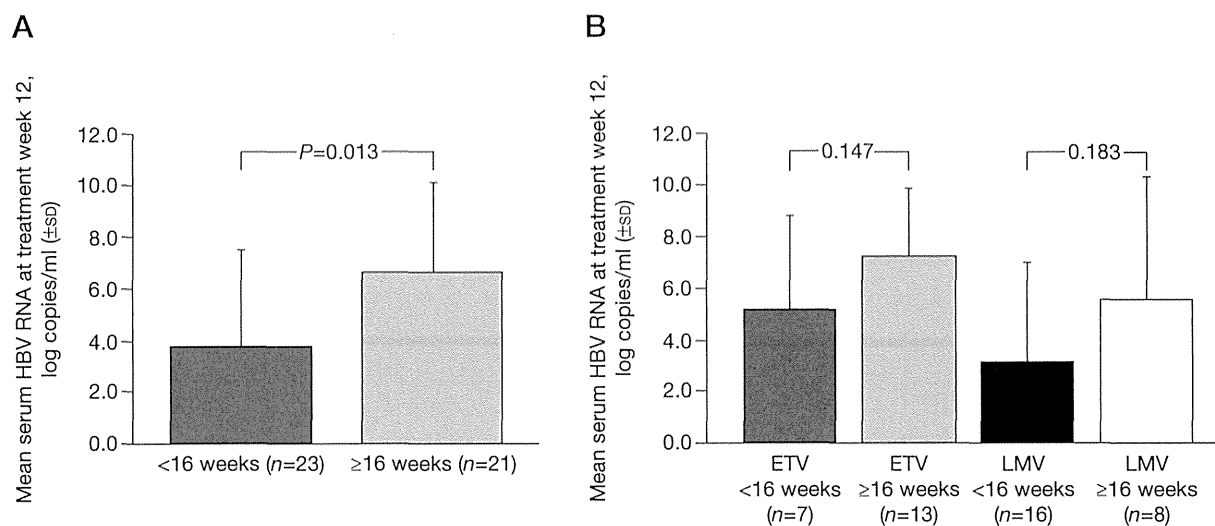 A
Mean serum HBV RNA at treatment week 12,
log copies/ml (±SD)
12.0
10.0
8.0
6.0
4.0
2.0
0.0
P=0.013
<16 weeks (n=23)
≥16 weeks (n=21)
B
Mean serum HBV RNA at treatment week 12,
log copies/ml (±SD)
12.0
10.0
8.0
6.0
4.0
2.0
0.0
0.147
0.183
ETV
<16 weeks
(n=7)
ETV
≥16 weeks
(n=13)
LMV
<16 weeks
(n=16)
LMV
≥16 weeks
(n=8)